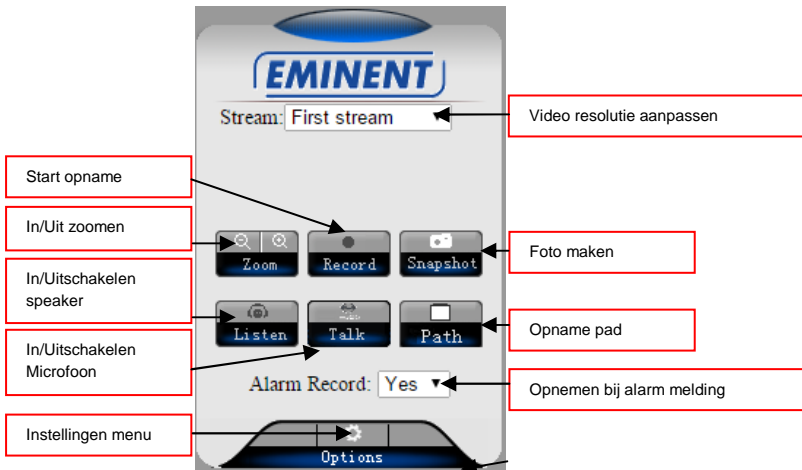 EMINENT
Stream: First stream
Video resolutie aanpassen
Start opname
In/Uit zoomen
Zoom
Record
Snapshot
Foto maken
In/Uitschakelen
speaker
Listen
Talk
Path
Opname pad
In/Uitschakelen
Microfoon
Alarm Record: Yes
Opnemen bij alarm melding
Instellingen menu
Options